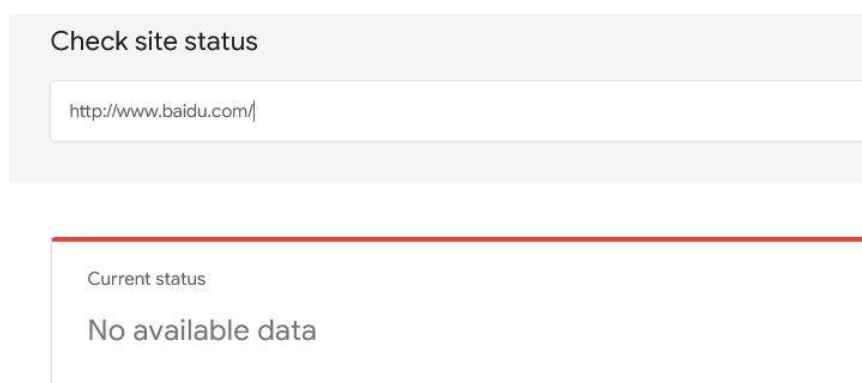 Check site status
http://www.baidu.com/
Current status
No available data